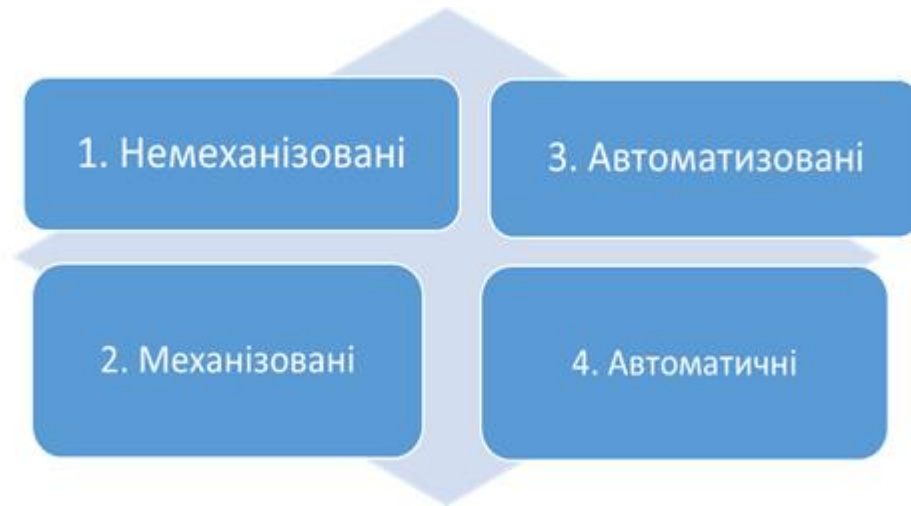 1. Немеханізовані
3. Автоматизовані
2. Механізовані
4. Автоматичні